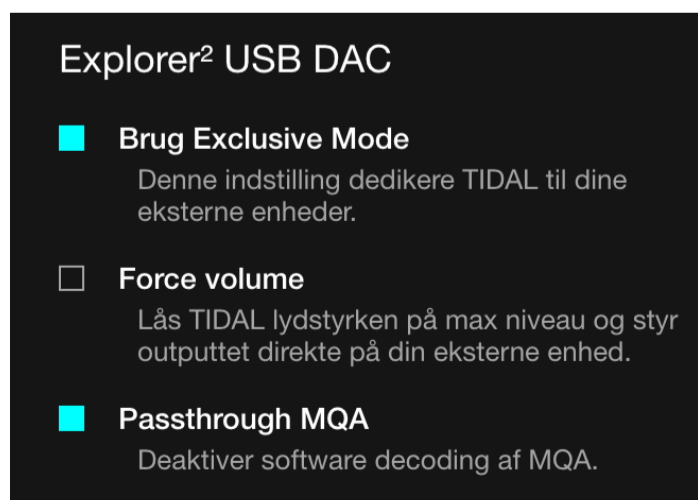 Explorer² USB DAC
Brug Exclusive Mode
Denne indstilling dedikere TIDAL til dine
eksterne enheder.
Force volume
Lås TIDAL lydstyrken på max niveau og styr
outputtet direkte på din eksterne enhed.
Passthrough MQA
Deaktiver software decoding af MQA.